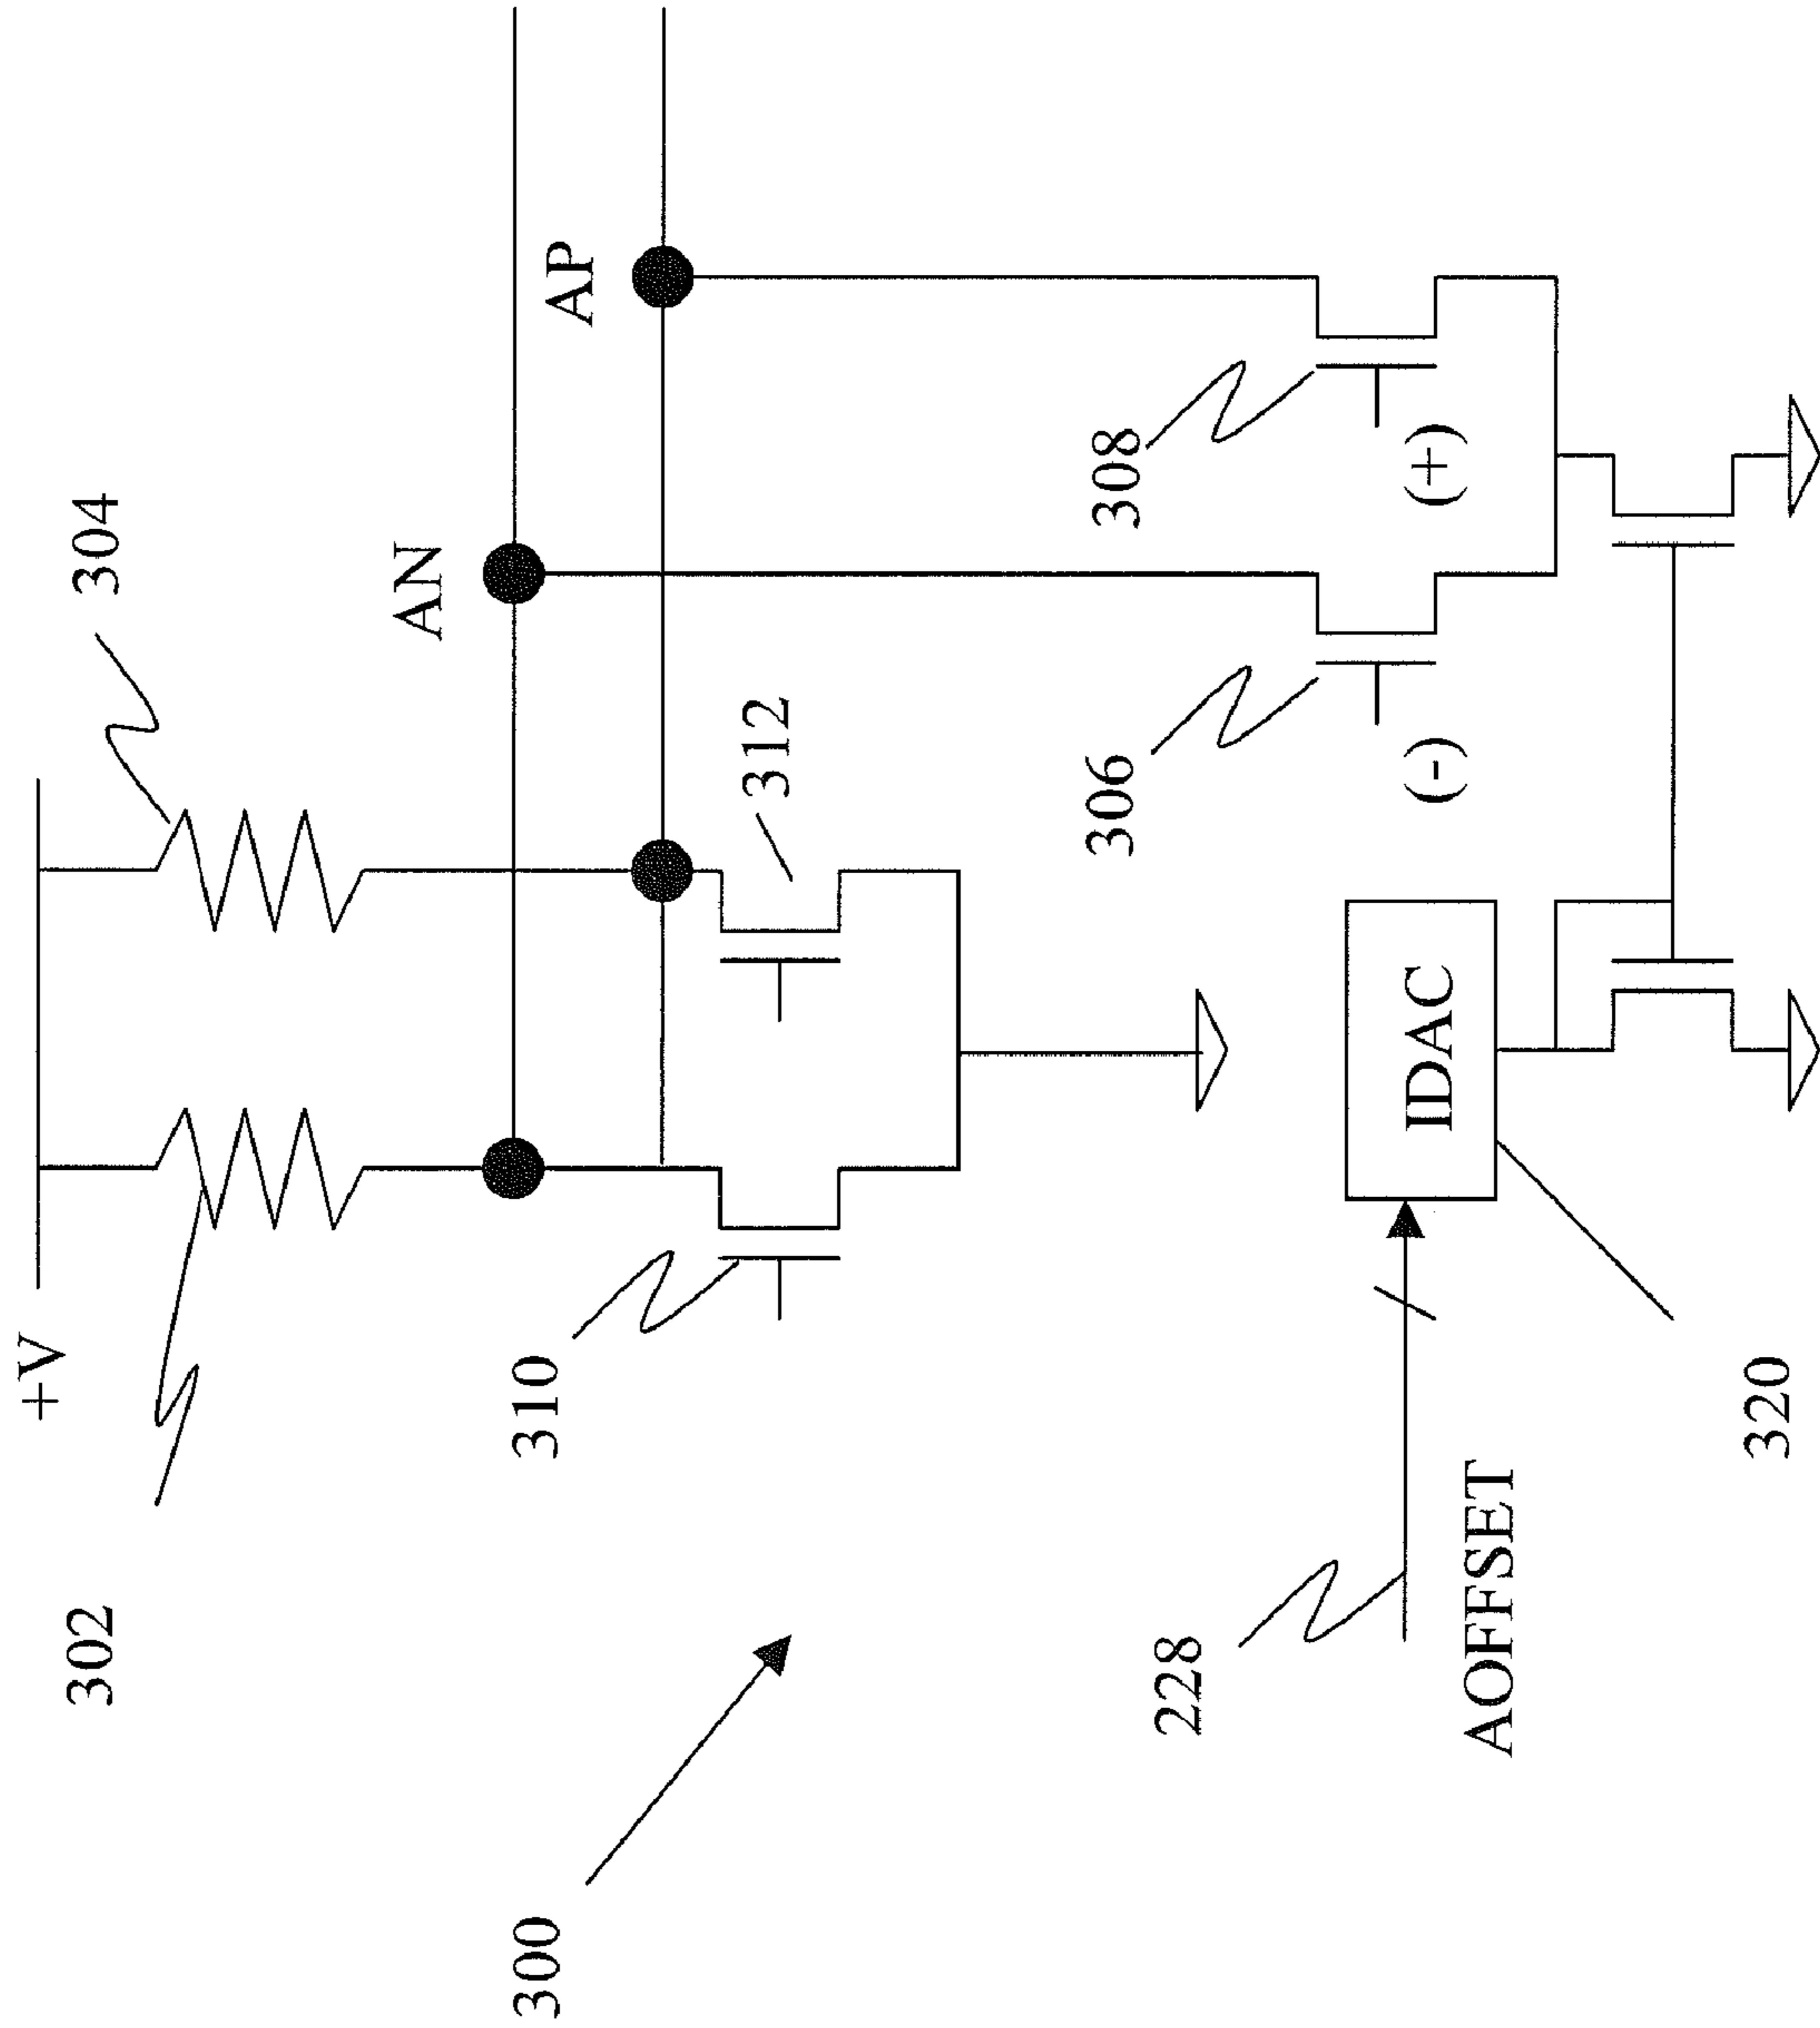 +V
302
304
AN
AP
300
310
312
228
AOFFSET
IDAC
320
306
308
(-)
(+)